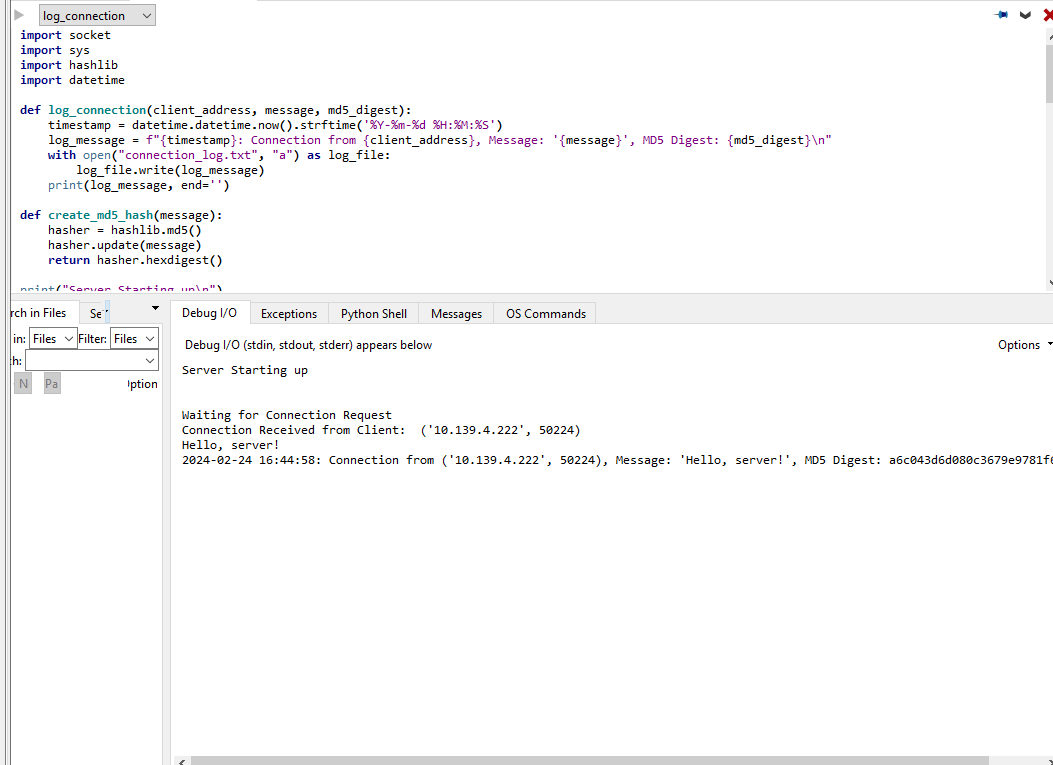 log_connection
import socket
import sys
import hashlib
import datetime
def log_connection(client_address, message, md5_digest):
timestamp = datetime.datetime.now().strftime('%Y-%m-%d %H:%M:%S')
log_message = f"{timestamp}: Connection from {client_address}, Message: '{message}', MD5 Digest: {md5_digest}\n"
with open("connection_log.txt", "a") as log_file:
log_file.write(log_message)
print(log_message, end='')
def create_md5_hash(message):
hasher = hashlib.md5()
hasher.update(message)
return hasher.hexdigest()
print("Server Starting up\n")
rch in Files Se
in: Files Filter: Files
h:
N Pa ption
Debug I/O Exceptions Python Shell Messages OS Commands
Debug I/O (stdin, stdout, stderr) appears below Options
Server Starting up
Waiting for Connection Request
Connection Received from Client:  ('10.139.4.222', 50224)
Hello, server!
2024-02-24 16:44:58: Connection from ('10.139.4.222', 50224), Message: 'Hello, server!', MD5 Digest: a6c043d6d080c3679e9781f6